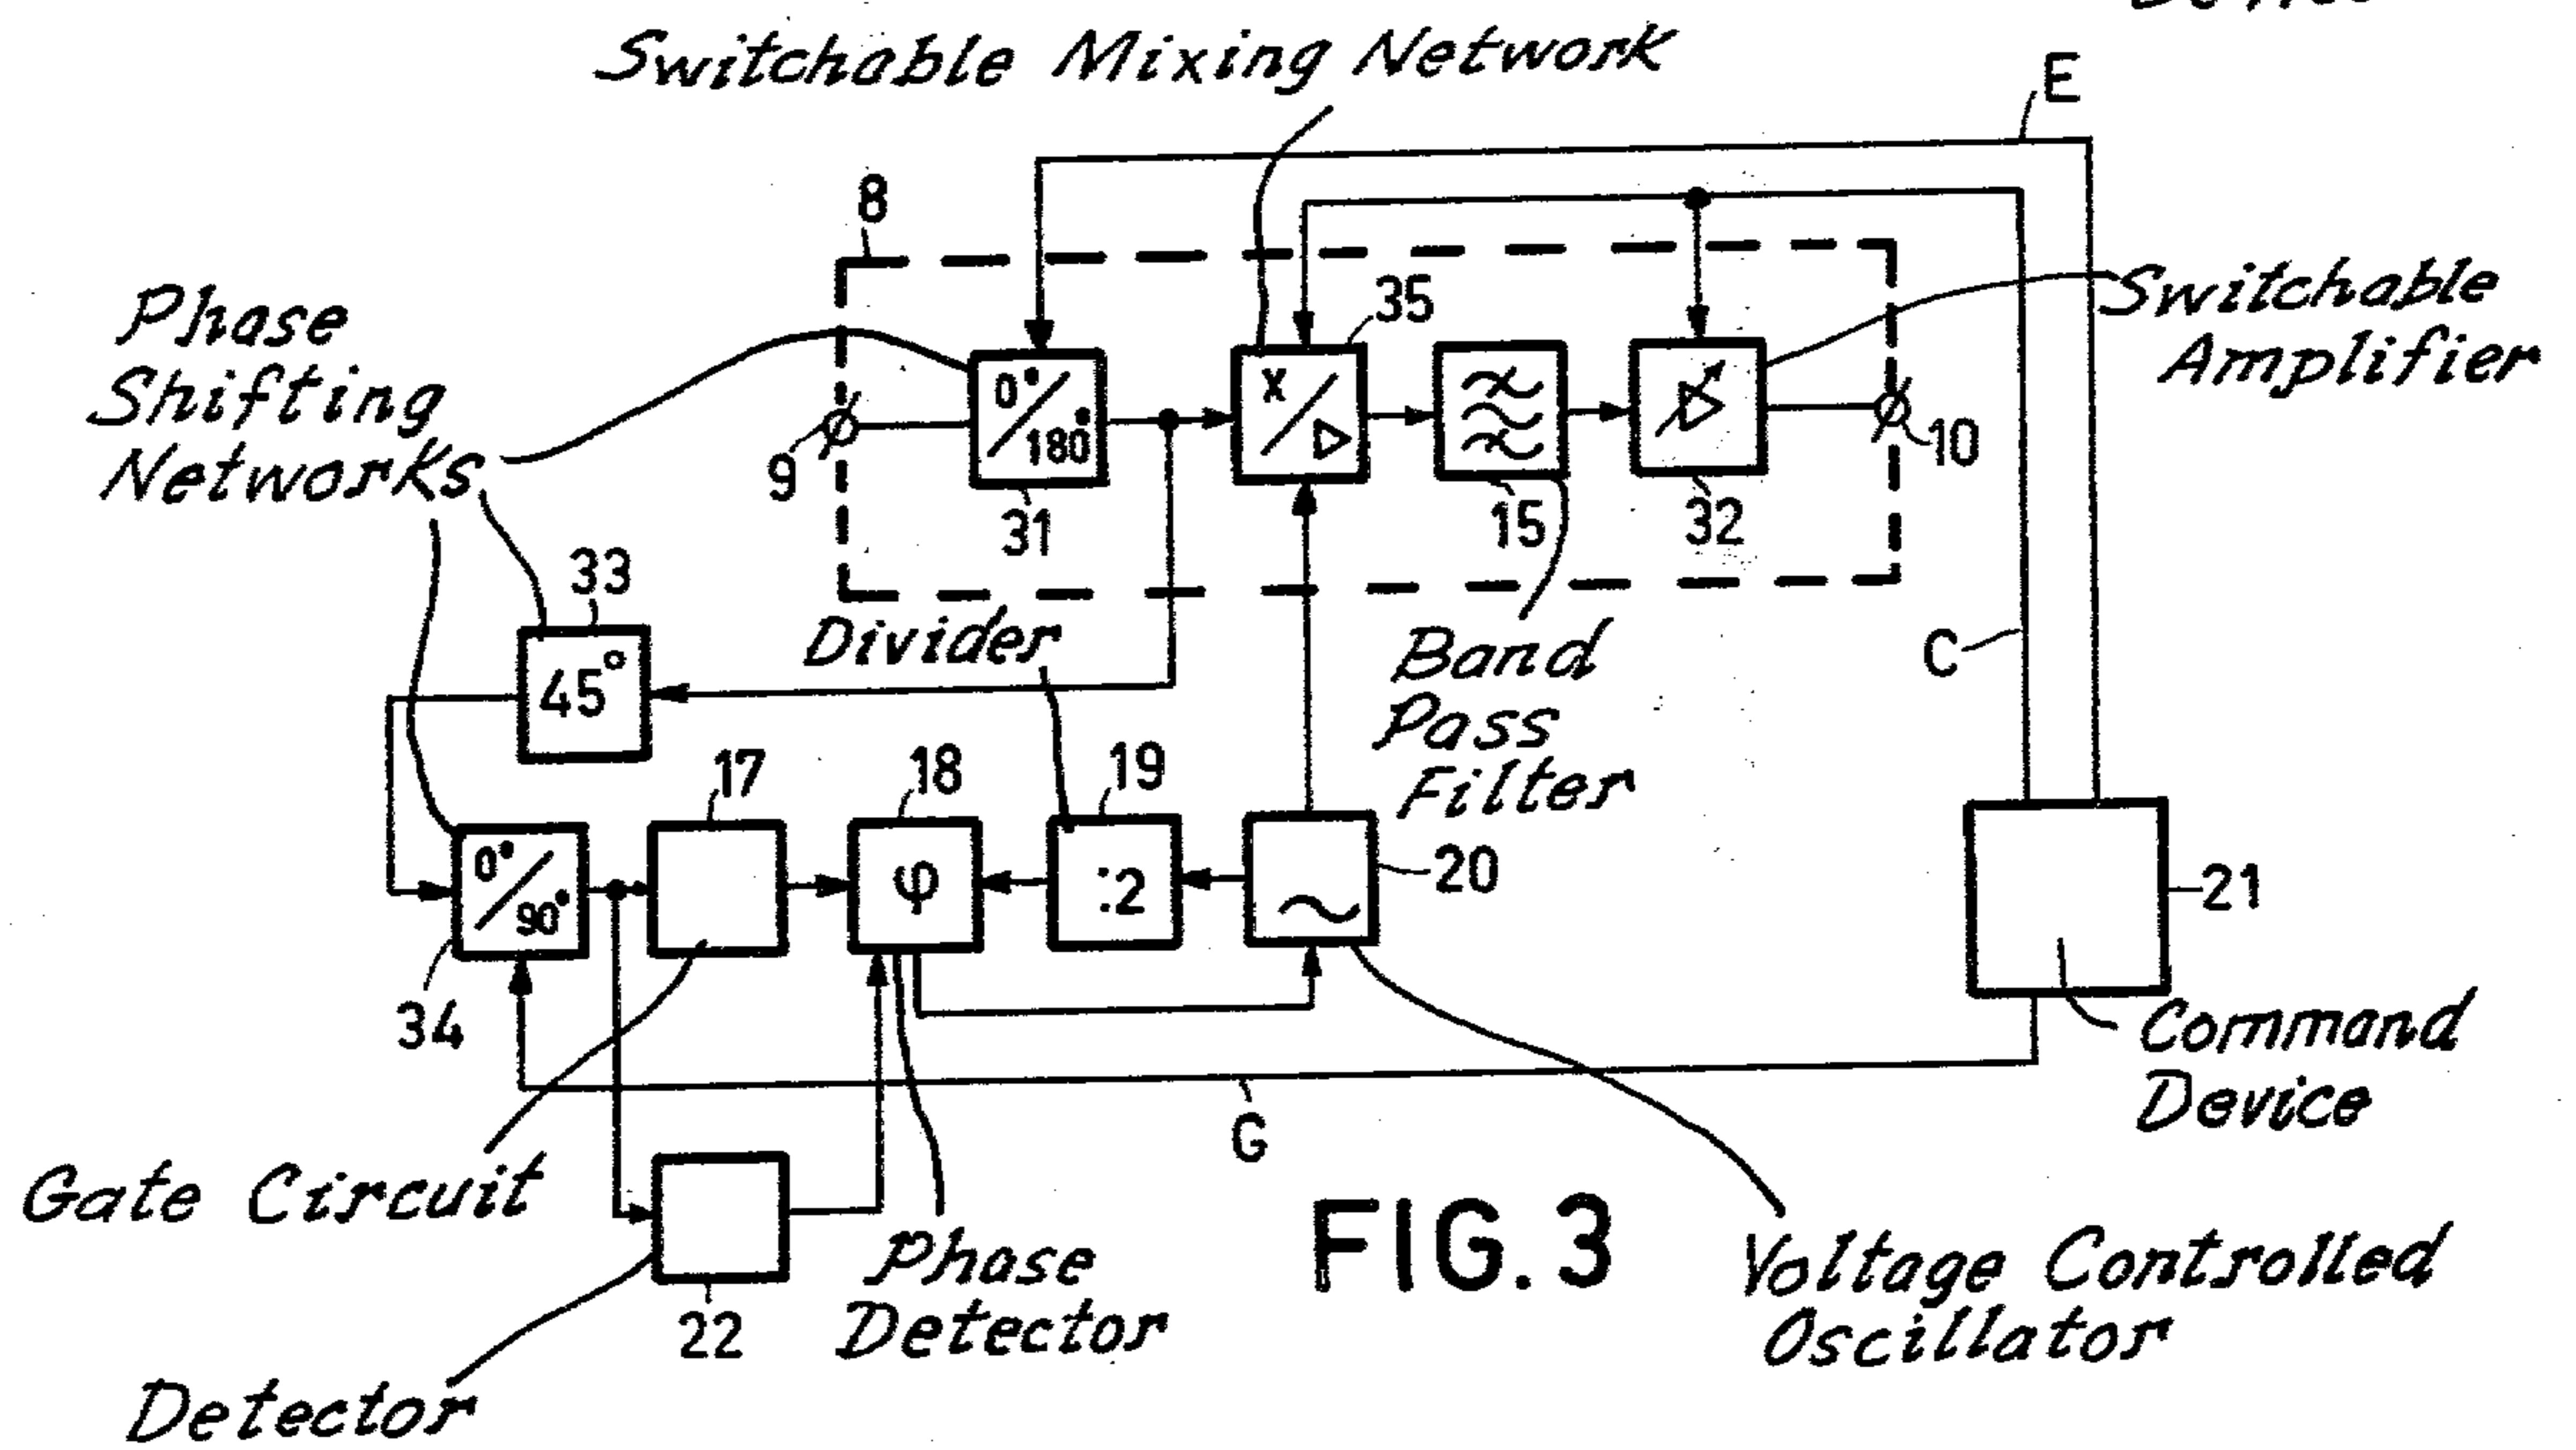 Switchable Mixing Network
E
8
Phase
Shifting
Networks
35
Switchable
Amplifier
0°/180°
X/▷
9
10
31
15
32
33
45°
Divider
Band
Pass
Filter
C
17
18
19
20
21
0°/90°
φ
:2
34
Command
Device
G
Gate Circuit
22
Phase
Detector
FIG. 3
Voltage Controlled
Oscillator
Detector